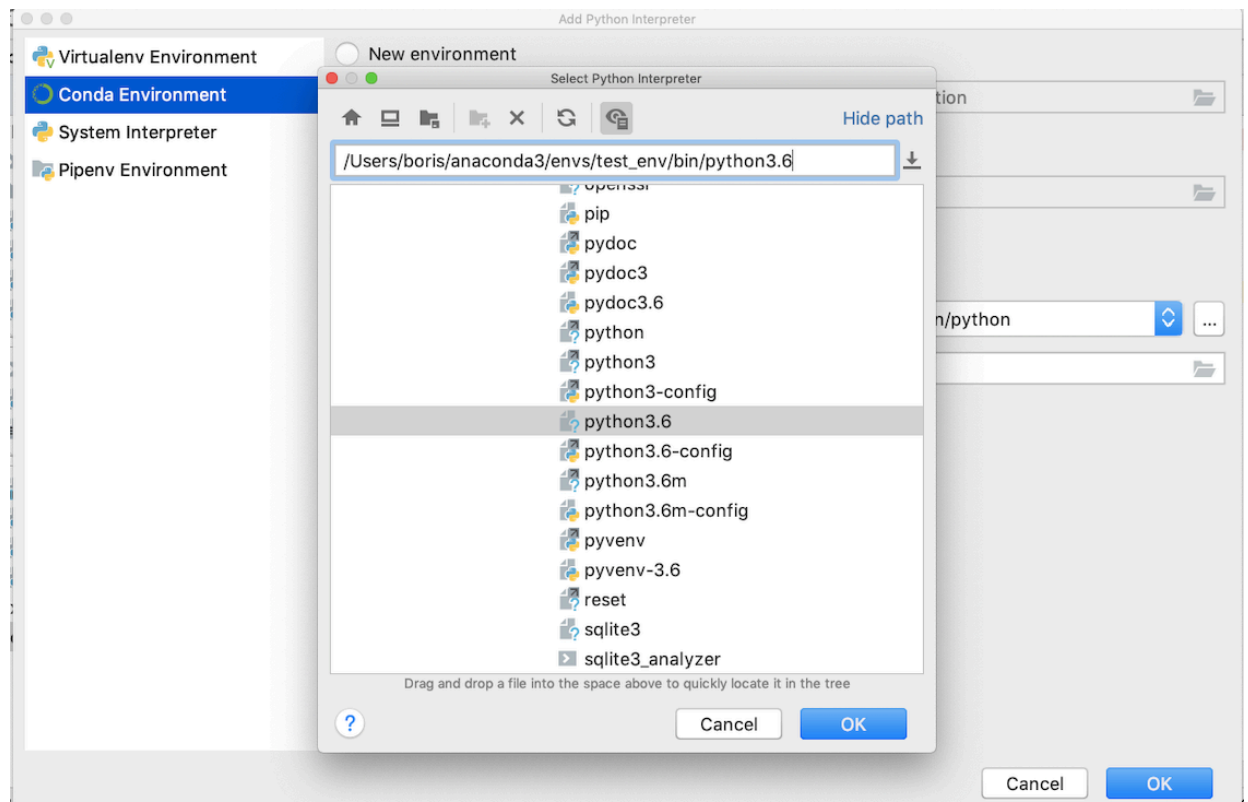 Add Python Interpreter
Virtualenv Environment
Conda Environment
System Interpreter
Pipenv Environment
New environment
tion
n/python
...
Select Python Interpreter
Hide path
/Users/boris/anaconda3/envs/test_env/bin/python3.6
openssl
pip
pydoc
pydoc3
pydoc3.6
python
python3
python3-config
python3.6
python3.6-config
python3.6m
python3.6m-config
pyvenv
pyvenv-3.6
reset
sqlite3
sqlite3_analyzer
Drag and drop a file into the space above to quickly locate it in the tree
?
Cancel
OK
Cancel
OK